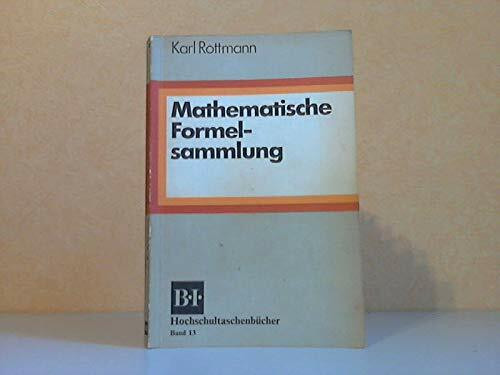 Karl Rottmann
Mathematische
Formel-
sammlung
B·I·
Hochschultaschenbücher
Band 13